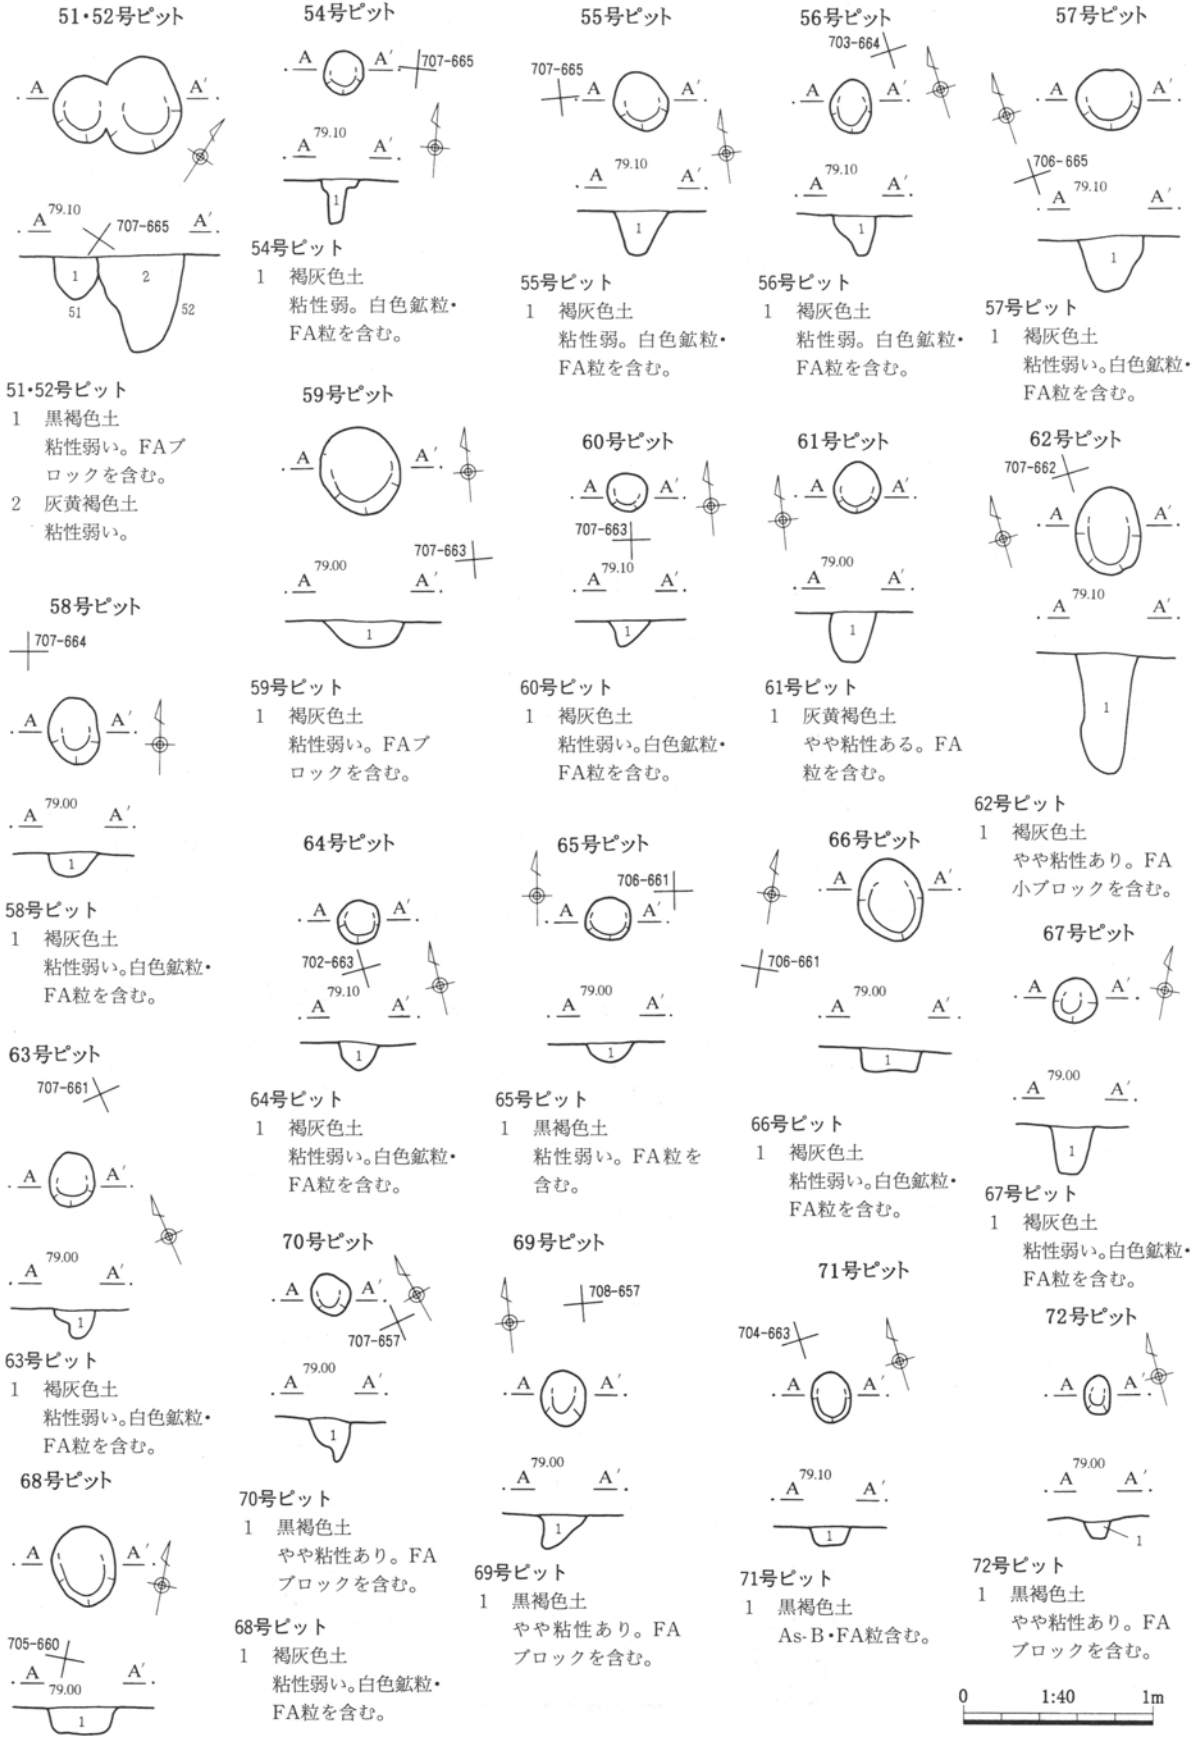 51・52号ピット
A A′
79.10
A A′
707-665
1 2
51 52
51・52号ピット
1 黒褐色土
粘性弱い。FAブ
ロックを含む。
2 灰黄褐色土
粘性弱い。
54号ピット
A A′
707-665
79.10
A A′
1
54号ピット
1 褐灰色土
粘性弱。白色鉱粒・
FA粒を含む。
55号ピット
707-665
A A′
79.10
A A′
1
55号ピット
1 褐灰色土
粘性弱。白色鉱粒・
FA粒を含む。
56号ピット
703-664
A A′
79.10
A A′
1
56号ピット
1 褐灰色土
粘性弱。白色鉱粒・
FA粒を含む。
57号ピット
A A′
706-665
79.10
A A′
1
57号ピット
1 褐灰色土
粘性弱い。白色鉱粒・
FA粒を含む。
58号ピット
707-664
A A′
79.00
A A′
1
58号ピット
1 褐灰色土
粘性弱い。白色鉱粒・
FA粒を含む。
59号ピット
A A′
707-663
79.00
A A′
1
59号ピット
1 褐灰色土
粘性弱い。FAブ
ロックを含む。
60号ピット
A A′
707-663
79.10
A A′
1
60号ピット
1 褐灰色土
粘性弱い。白色鉱粒・
FA粒を含む。
61号ピット
A A′
79.00
A A′
1
61号ピット
1 灰黄褐色土
やや粘性ある。FA
粒を含む。
62号ピット
707-662
A A′
79.10
A A′
1
62号ピット
1 褐灰色土
やや粘性あり。FA
小ブロックを含む。
63号ピット
707-661
A A′
79.00
A A′
1
63号ピット
1 褐灰色土
粘性弱い。白色鉱粒・
FA粒を含む。
64号ピット
A A′
702-663
79.10
A A′
1
64号ピット
1 褐灰色土
粘性弱い。白色鉱粒・
FA粒を含む。
65号ピット
706-661
A A′
79.00
A A′
1
65号ピット
1 黒褐色土
粘性弱い。FA粒を
含む。
66号ピット
A A′
706-661
79.00
A A′
1
66号ピット
1 褐灰色土
粘性弱い。白色鉱粒・
FA粒を含む。
67号ピット
A A′
79.00
A A′
1
67号ピット
1 褐灰色土
粘性弱い。白色鉱粒・
FA粒を含む。
68号ピット
A A′
705-660
A A′
79.00
1
70号ピット
A A′
707-657
79.00
A A′
1
70号ピット
1 黒褐色土
やや粘性あり。FA
ブロックを含む。
68号ピット
1 褐灰色土
粘性弱い。白色鉱粒・
FA粒を含む。
69号ピット
708-657
A A′
79.00
A A′
1
69号ピット
1 黒褐色土
やや粘性あり。FA
ブロックを含む。
71号ピット
704-663
A A′
79.10
A A′
1
71号ピット
1 黒褐色土
As-B・FA粒含む。
72号ピット
A A′
79.00
A A′
1
72号ピット
1 黒褐色土
やや粘性あり。FA
ブロックを含む。
0 1:40 1m